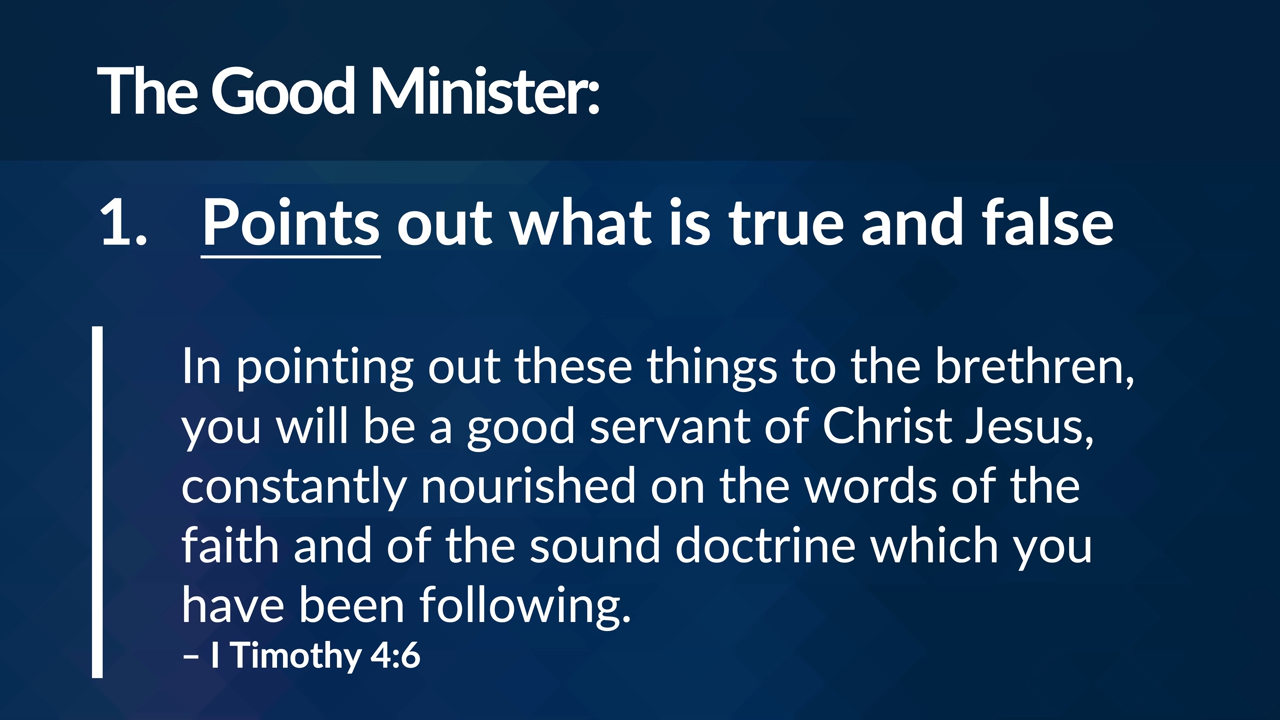 The Good Minister:
1. Points out what is true and false
In pointing out these things to the brethren,
you will be a good servant of Christ Jesus,
constantly nourished on the words of the
faith and of the sound doctrine which you
have been following.
– I Timothy 4:6